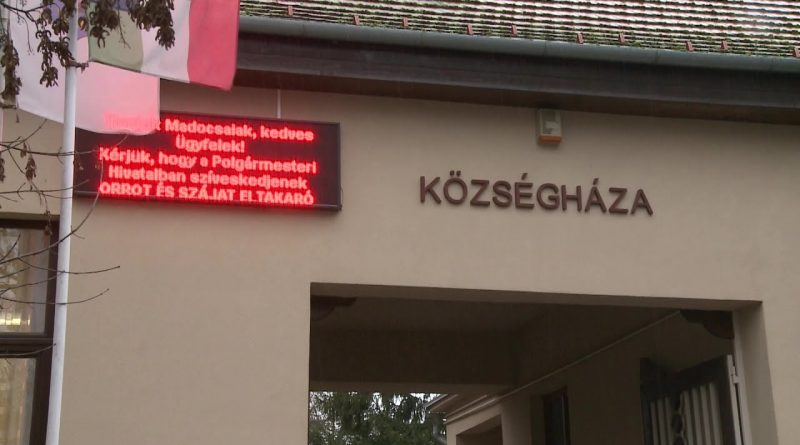 Madocsaiak, kedves
Ügyfelek!
Kérjük, hogy a Polgármesteri
Hivatalban szíveskedjenek
ORROT ÉS SZÁJAT ELTAKARÓ
KÖZSÉGHÁZA